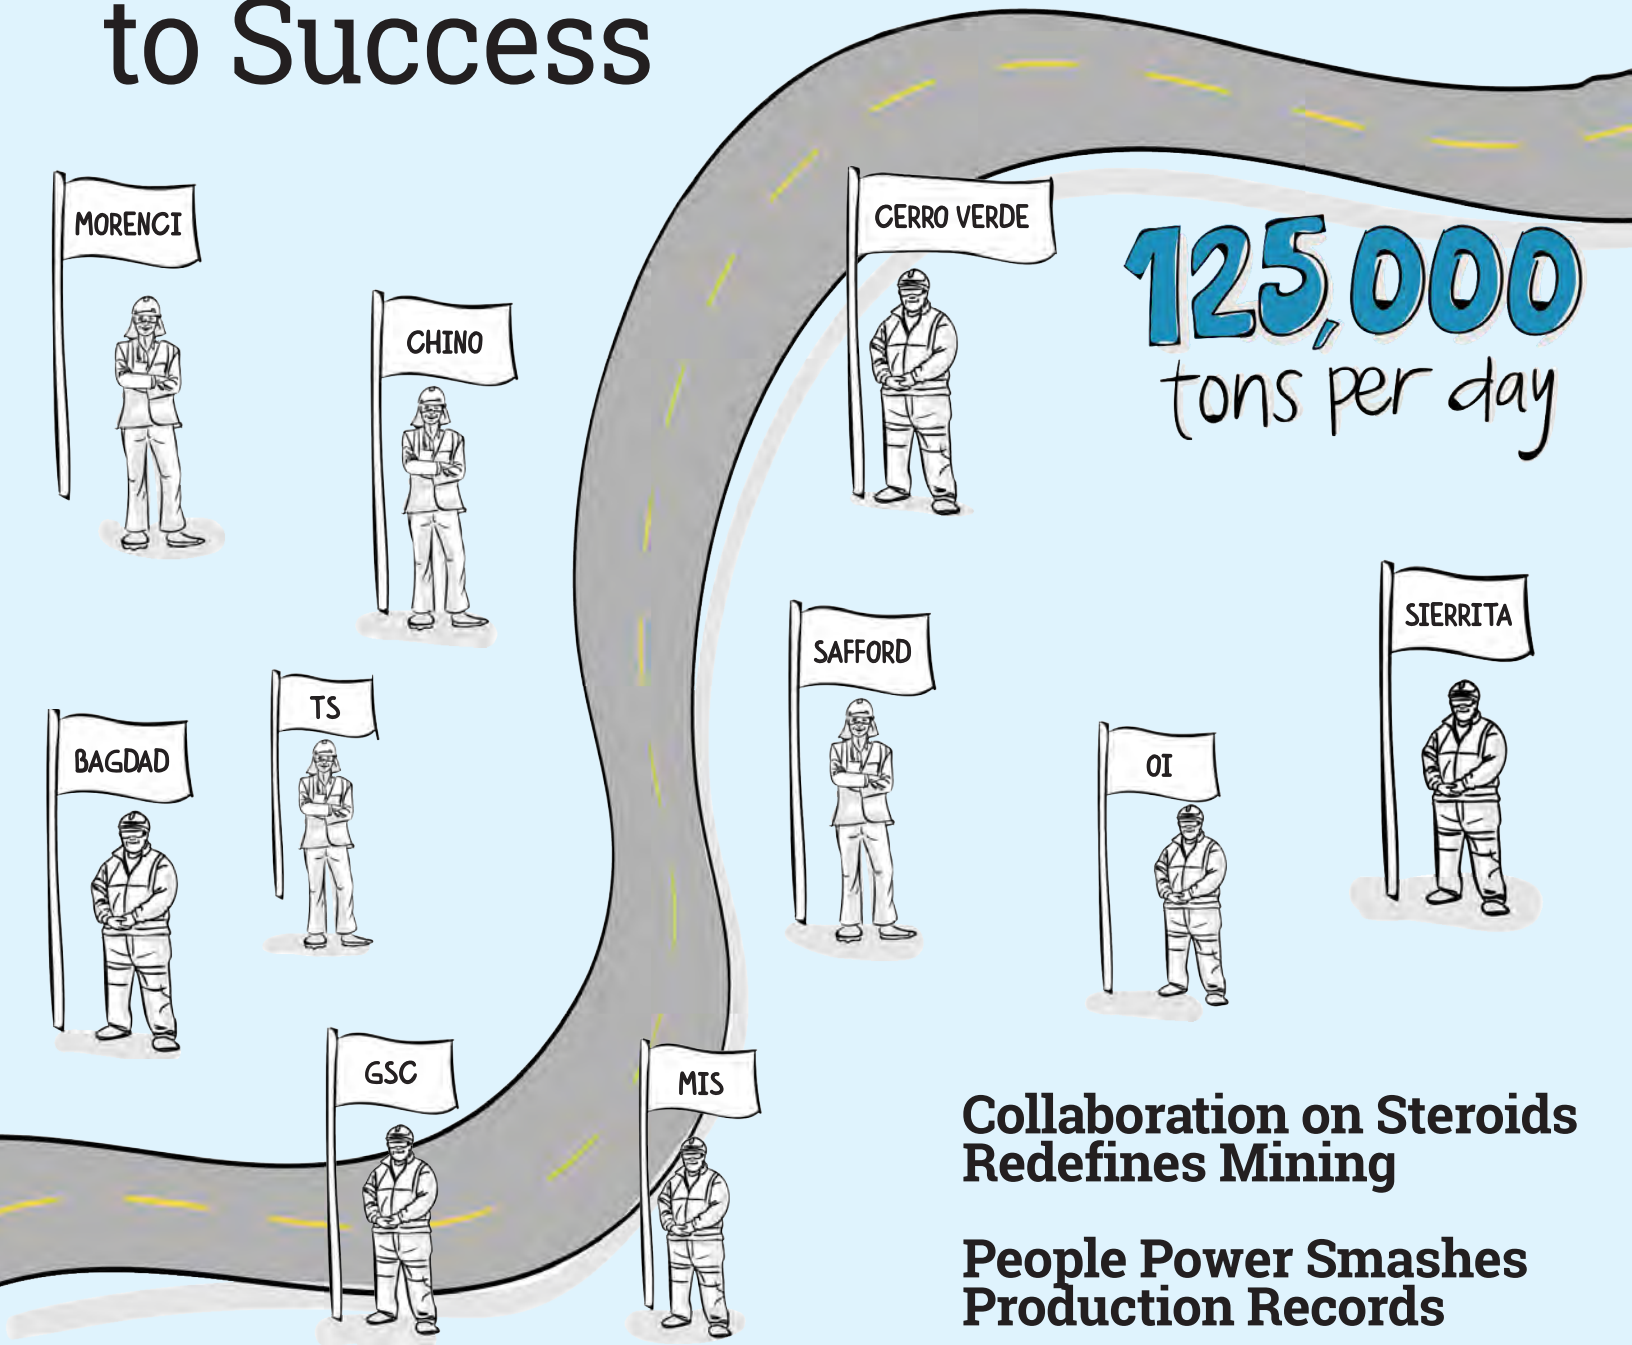 to Success
MORENCI
CERRO VERDE
125,000
tons per day
CHINO
SIERRITA
SAFFORD
TS
BAGDAD
OI
GSC
MIS
Collaboration on Steroids
Redefines Mining
People Power Smashes
Production Records